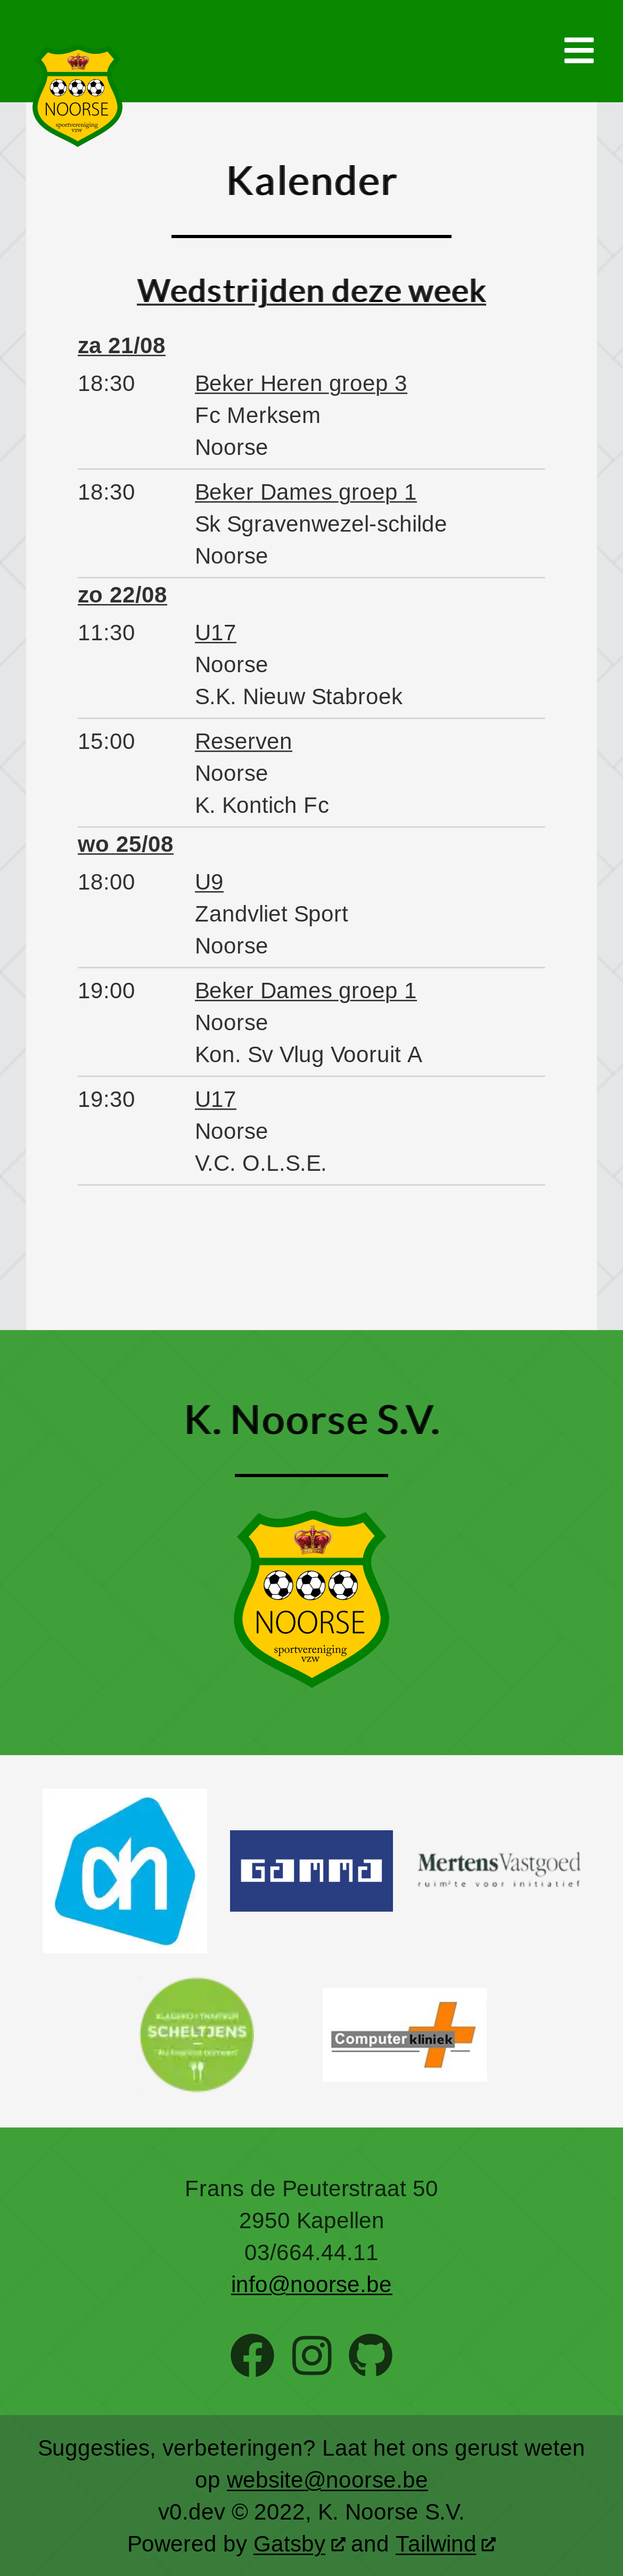 NOORSE
sportvereniging
vzw
Kalender
Wedstrijden deze week
za 21/08
18:30 Beker Heren groep 3
Fc Merksem
Noorse
18:30 Beker Dames groep 1
Sk Sgravenwezel-schilde
Noorse
zo 22/08
11:30 U17
Noorse
S.K. Nieuw Stabroek
15:00 Reserven
Noorse
K. Kontich Fc
wo 25/08
18:00 U9
Zandvliet Sport
Noorse
19:00 Beker Dames groep 1
Noorse
Kon. Sv Vlug Vooruit A
19:30 U17
Noorse
V.C. O.L.S.E.
K. Noorse S.V.
NOORSE
sportvereniging
vzw
GAMMA
MertensVastgoed
ruimte voor initiatief
SCHELTJENS
Computerkliniek
Frans de Peuterstraat 50
2950 Kapellen
03/664.44.11
info@noorse.be
Suggesties, verbeteringen? Laat het ons gerust weten
op website@noorse.be
v0.dev © 2022, K. Noorse S.V.
Powered by Gatsby and Tailwind